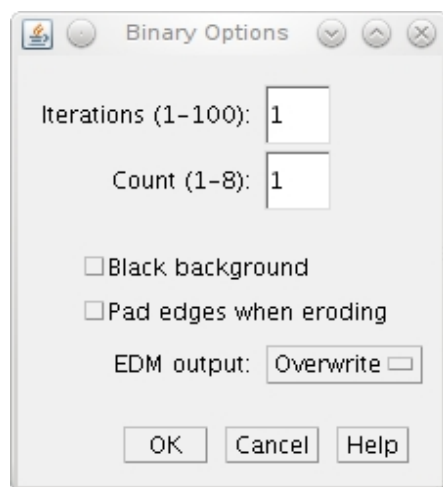 Binary Options
Iterations (1-100): 1
Count (1-8): 1
Black background
Pad edges when eroding
EDM output: Overwrite
OK Cancel Help